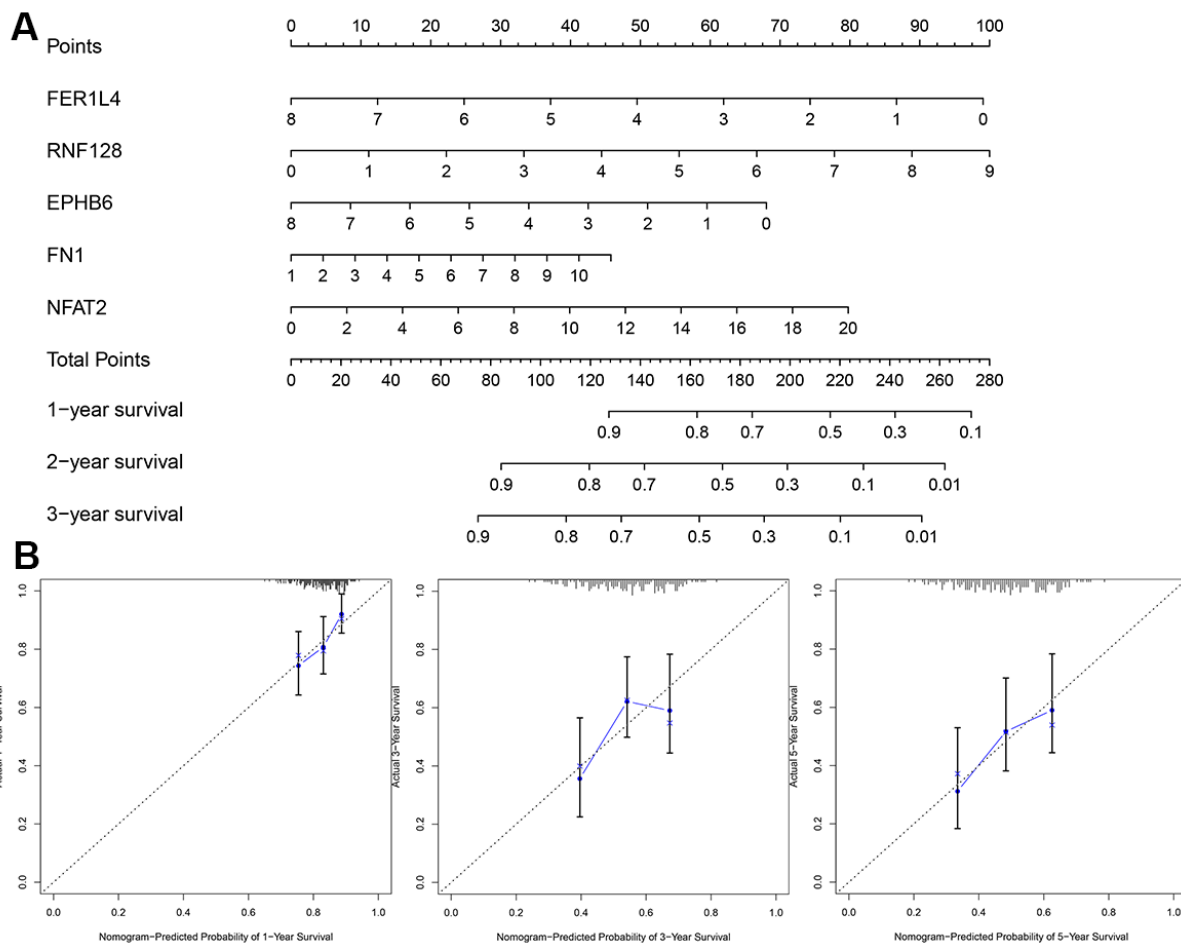 A
Points
0 10 20 30 40 50 60 70 80 90 100
FER1L4
8 7 6 5 4 3 2 1 0
RNF128
0 1 2 3 4 5 6 7 8 9
EPHB6
8 7 6 5 4 3 2 1 0
FN1
1 2 3 4 5 6 7 8 9 10
NFAT2
0 2 4 6 8 10 12 14 16 18 20
Total Points
0 20 40 60 80 100 120 140 160 180 200 220 240 260 280
1-year survival
0.9 0.8 0.7 0.5 0.3 0.1
2-year survival
0.9 0.8 0.7 0.5 0.3 0.1 0.01
3-year survival
0.9 0.8 0.7 0.5 0.3 0.1 0.01
B
1.0
0.8
0.6
0.4
0.2
0.0
0.0 0.2 0.4 0.6 0.8 1.0
Nomogram-Predicted Probability of 1-Year Survival
Actual 3-Year Survival
1.0
0.8
0.6
0.4
0.2
0.0
0.0 0.2 0.4 0.6 0.8 1.0
Nomogram-Predicted Probability of 3-Year Survival
Actual 5-Year Survival
1.0
0.8
0.6
0.4
0.2
0.0
0.0 0.2 0.4 0.6 0.8 1.0
Nomogram-Predicted Probability of 5-Year Survival